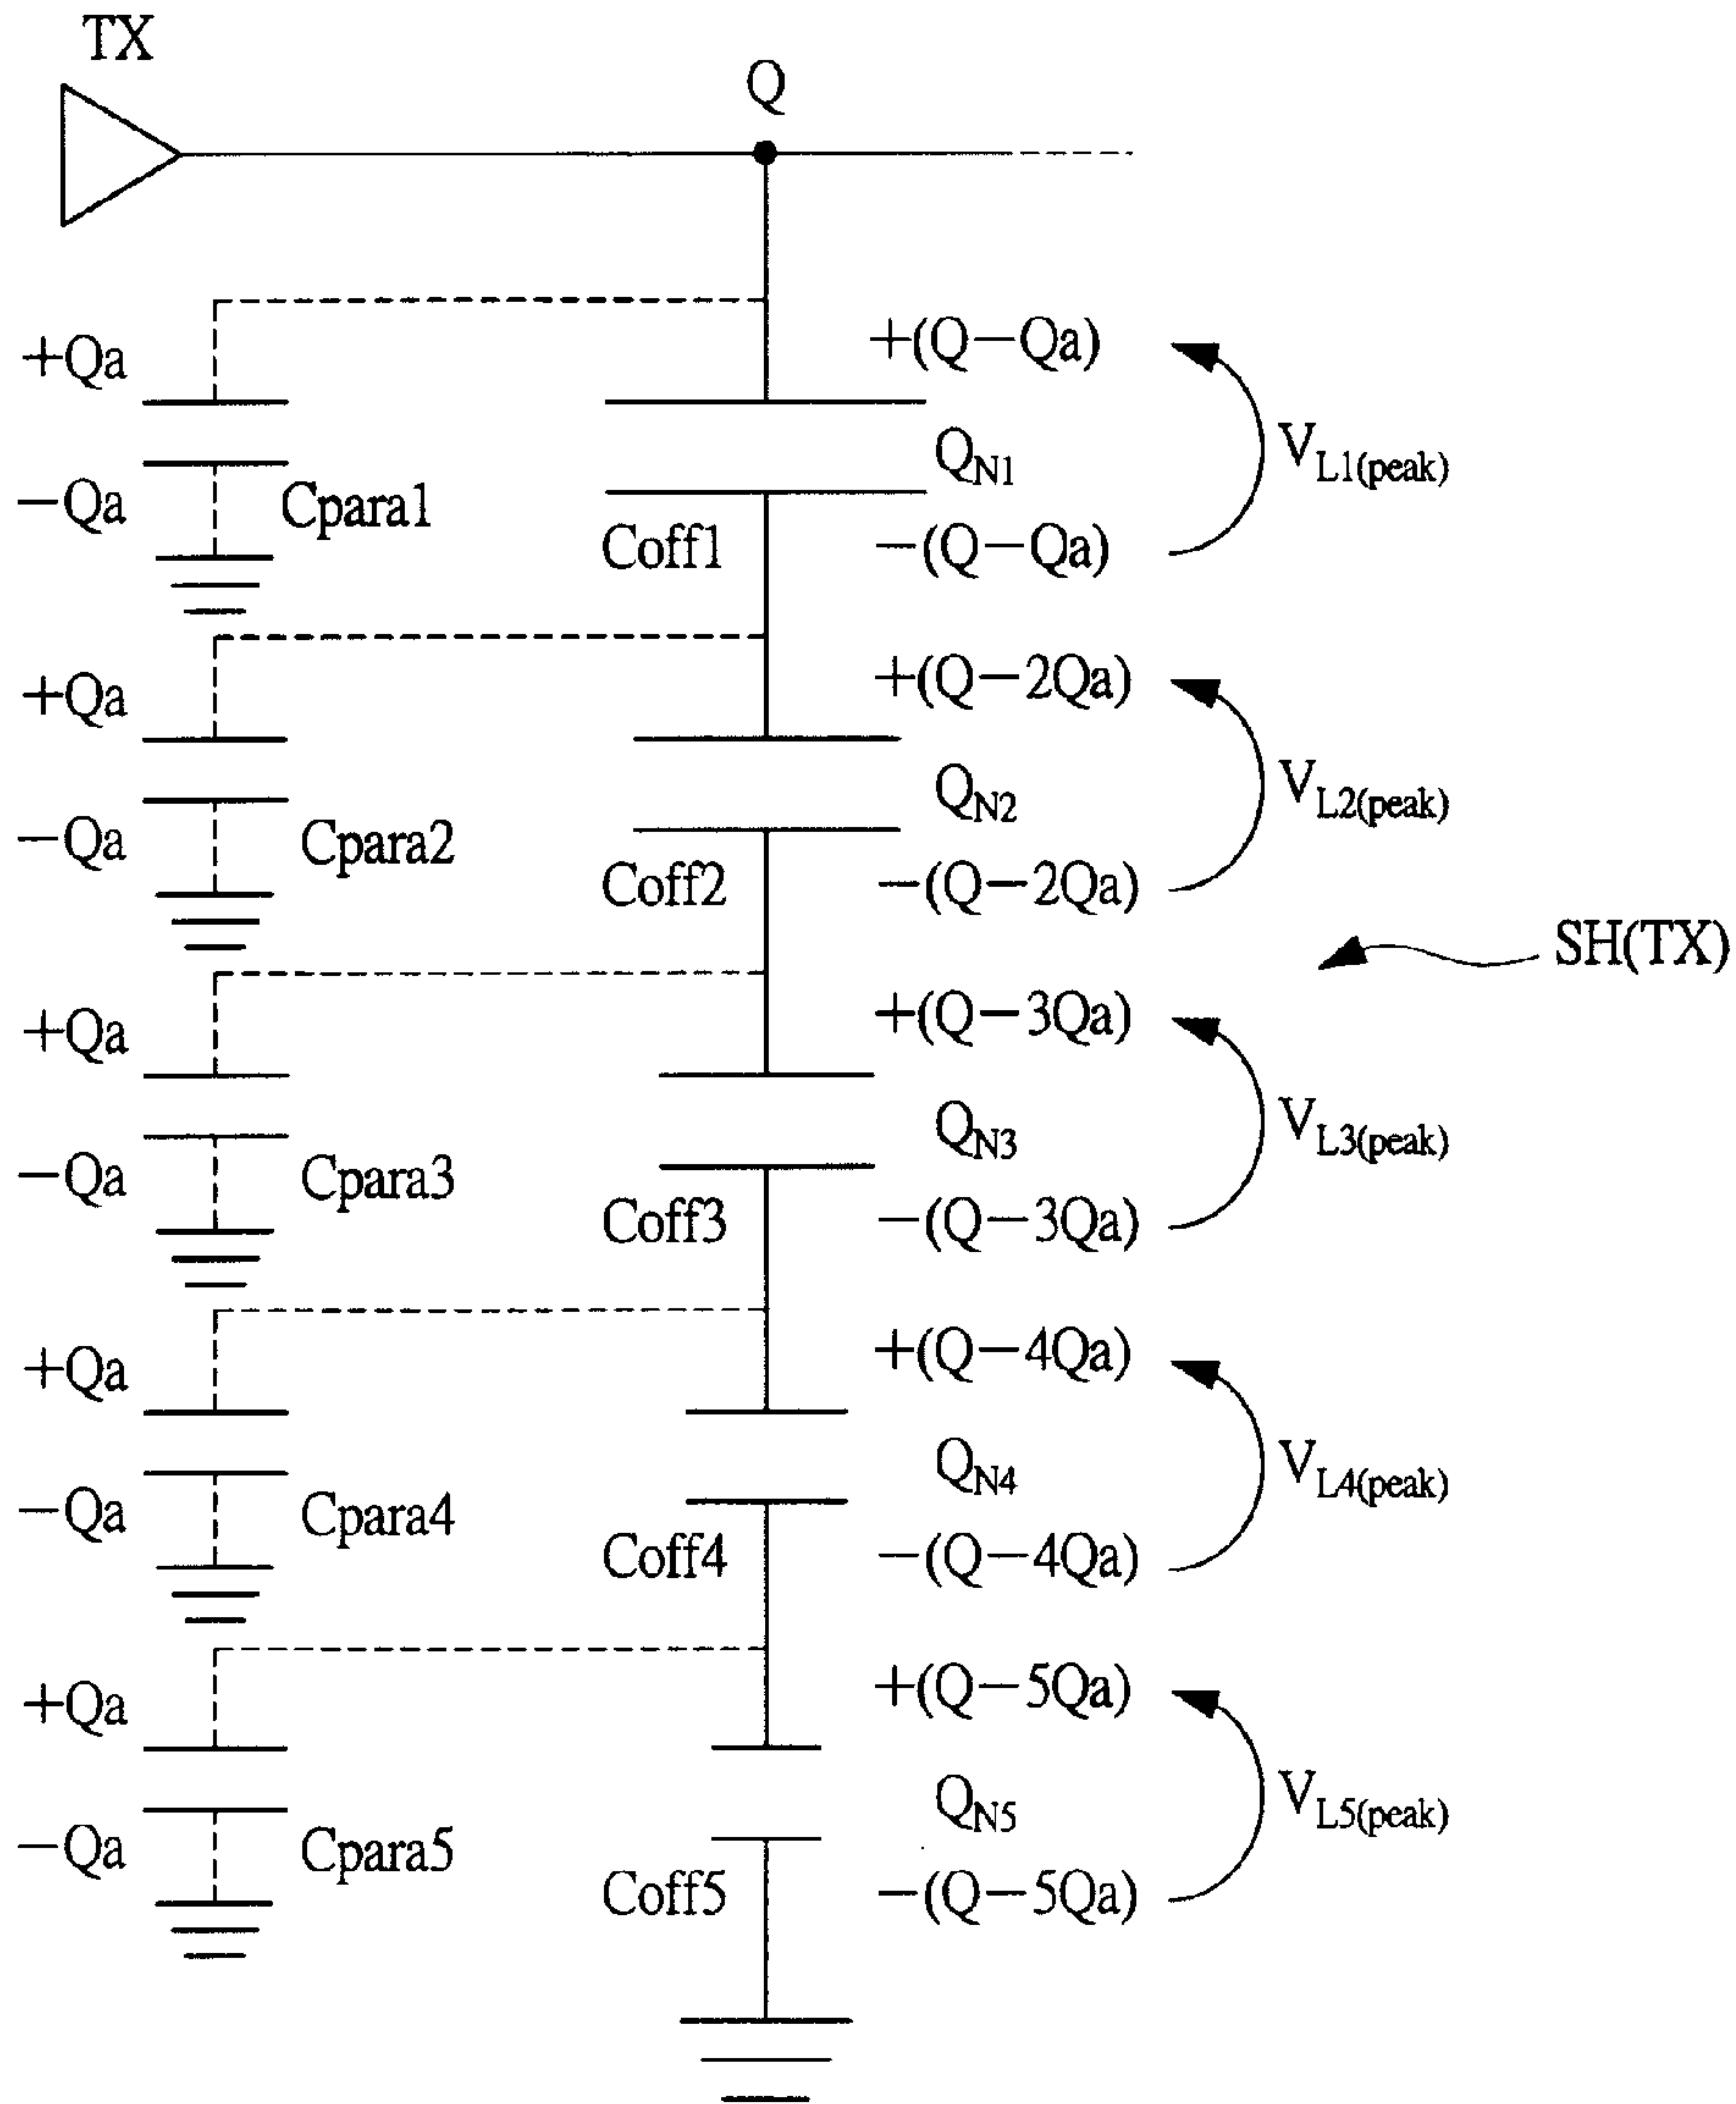 TX
Q
+Qa
+(Q−Qa)
Q_N1
V_L1(peak)
−Qa
Cpara1
Coff1
−(Q−Qa)
+Qa
+(Q−2Qa)
Q_N2
V_L2(peak)
−Qa
Cpara2
Coff2
−(Q−2Qa)
SH(TX)
+Qa
+(Q−3Qa)
Q_N3
V_L3(peak)
−Qa
Cpara3
Coff3
−(Q−3Qa)
+Qa
+(Q−4Qa)
Q_N4
V_L4(peak)
−Qa
Cpara4
Coff4
−(Q−4Qa)
+Qa
+(Q−5Qa)
Q_N5
V_L5(peak)
−Qa
Cpara5
Coff5
−(Q−5Qa)